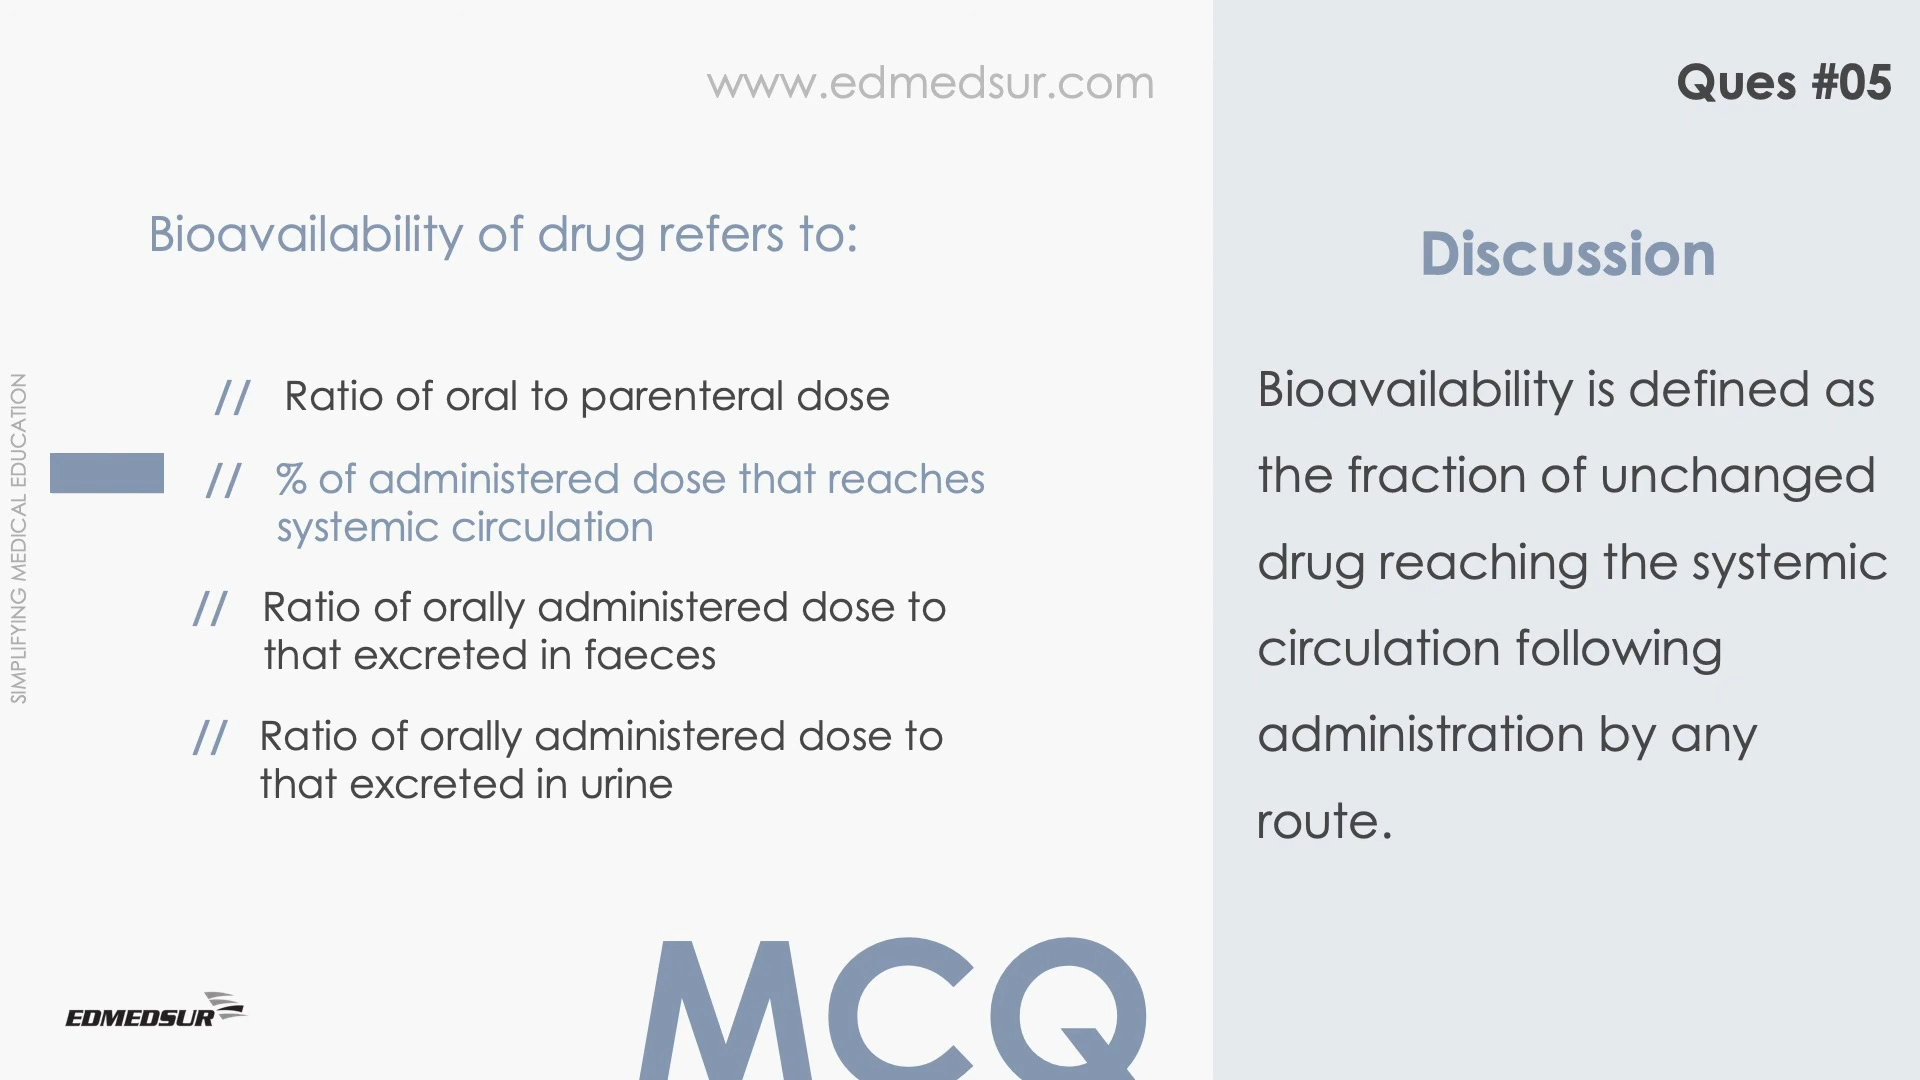 www.edmedsur.com
Ques #05
Bioavailability of drug refers to:
// Ratio of oral to parenteral dose
// % of administered dose that reaches
systemic circulation
// Ratio of orally administered dose to
that excreted in faeces
// Ratio of orally administered dose to
that excreted in urine
Discussion
Bioavailability is defined as
the fraction of unchanged
drug reaching the systemic
circulation following
administration by any
route.
SIMPLIFYING MEDICAL EDUCATION
EDMEDSUR
MCQ